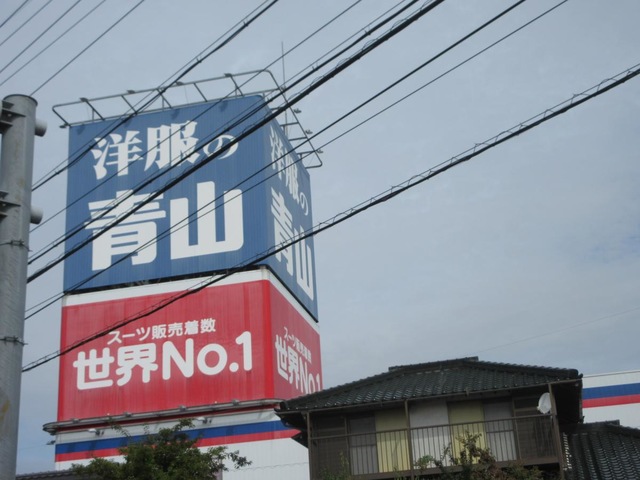 洋服の
青山
スーツ販売着数
世界No.1
洋服の
青山
スーツ販売着数
世界No.1